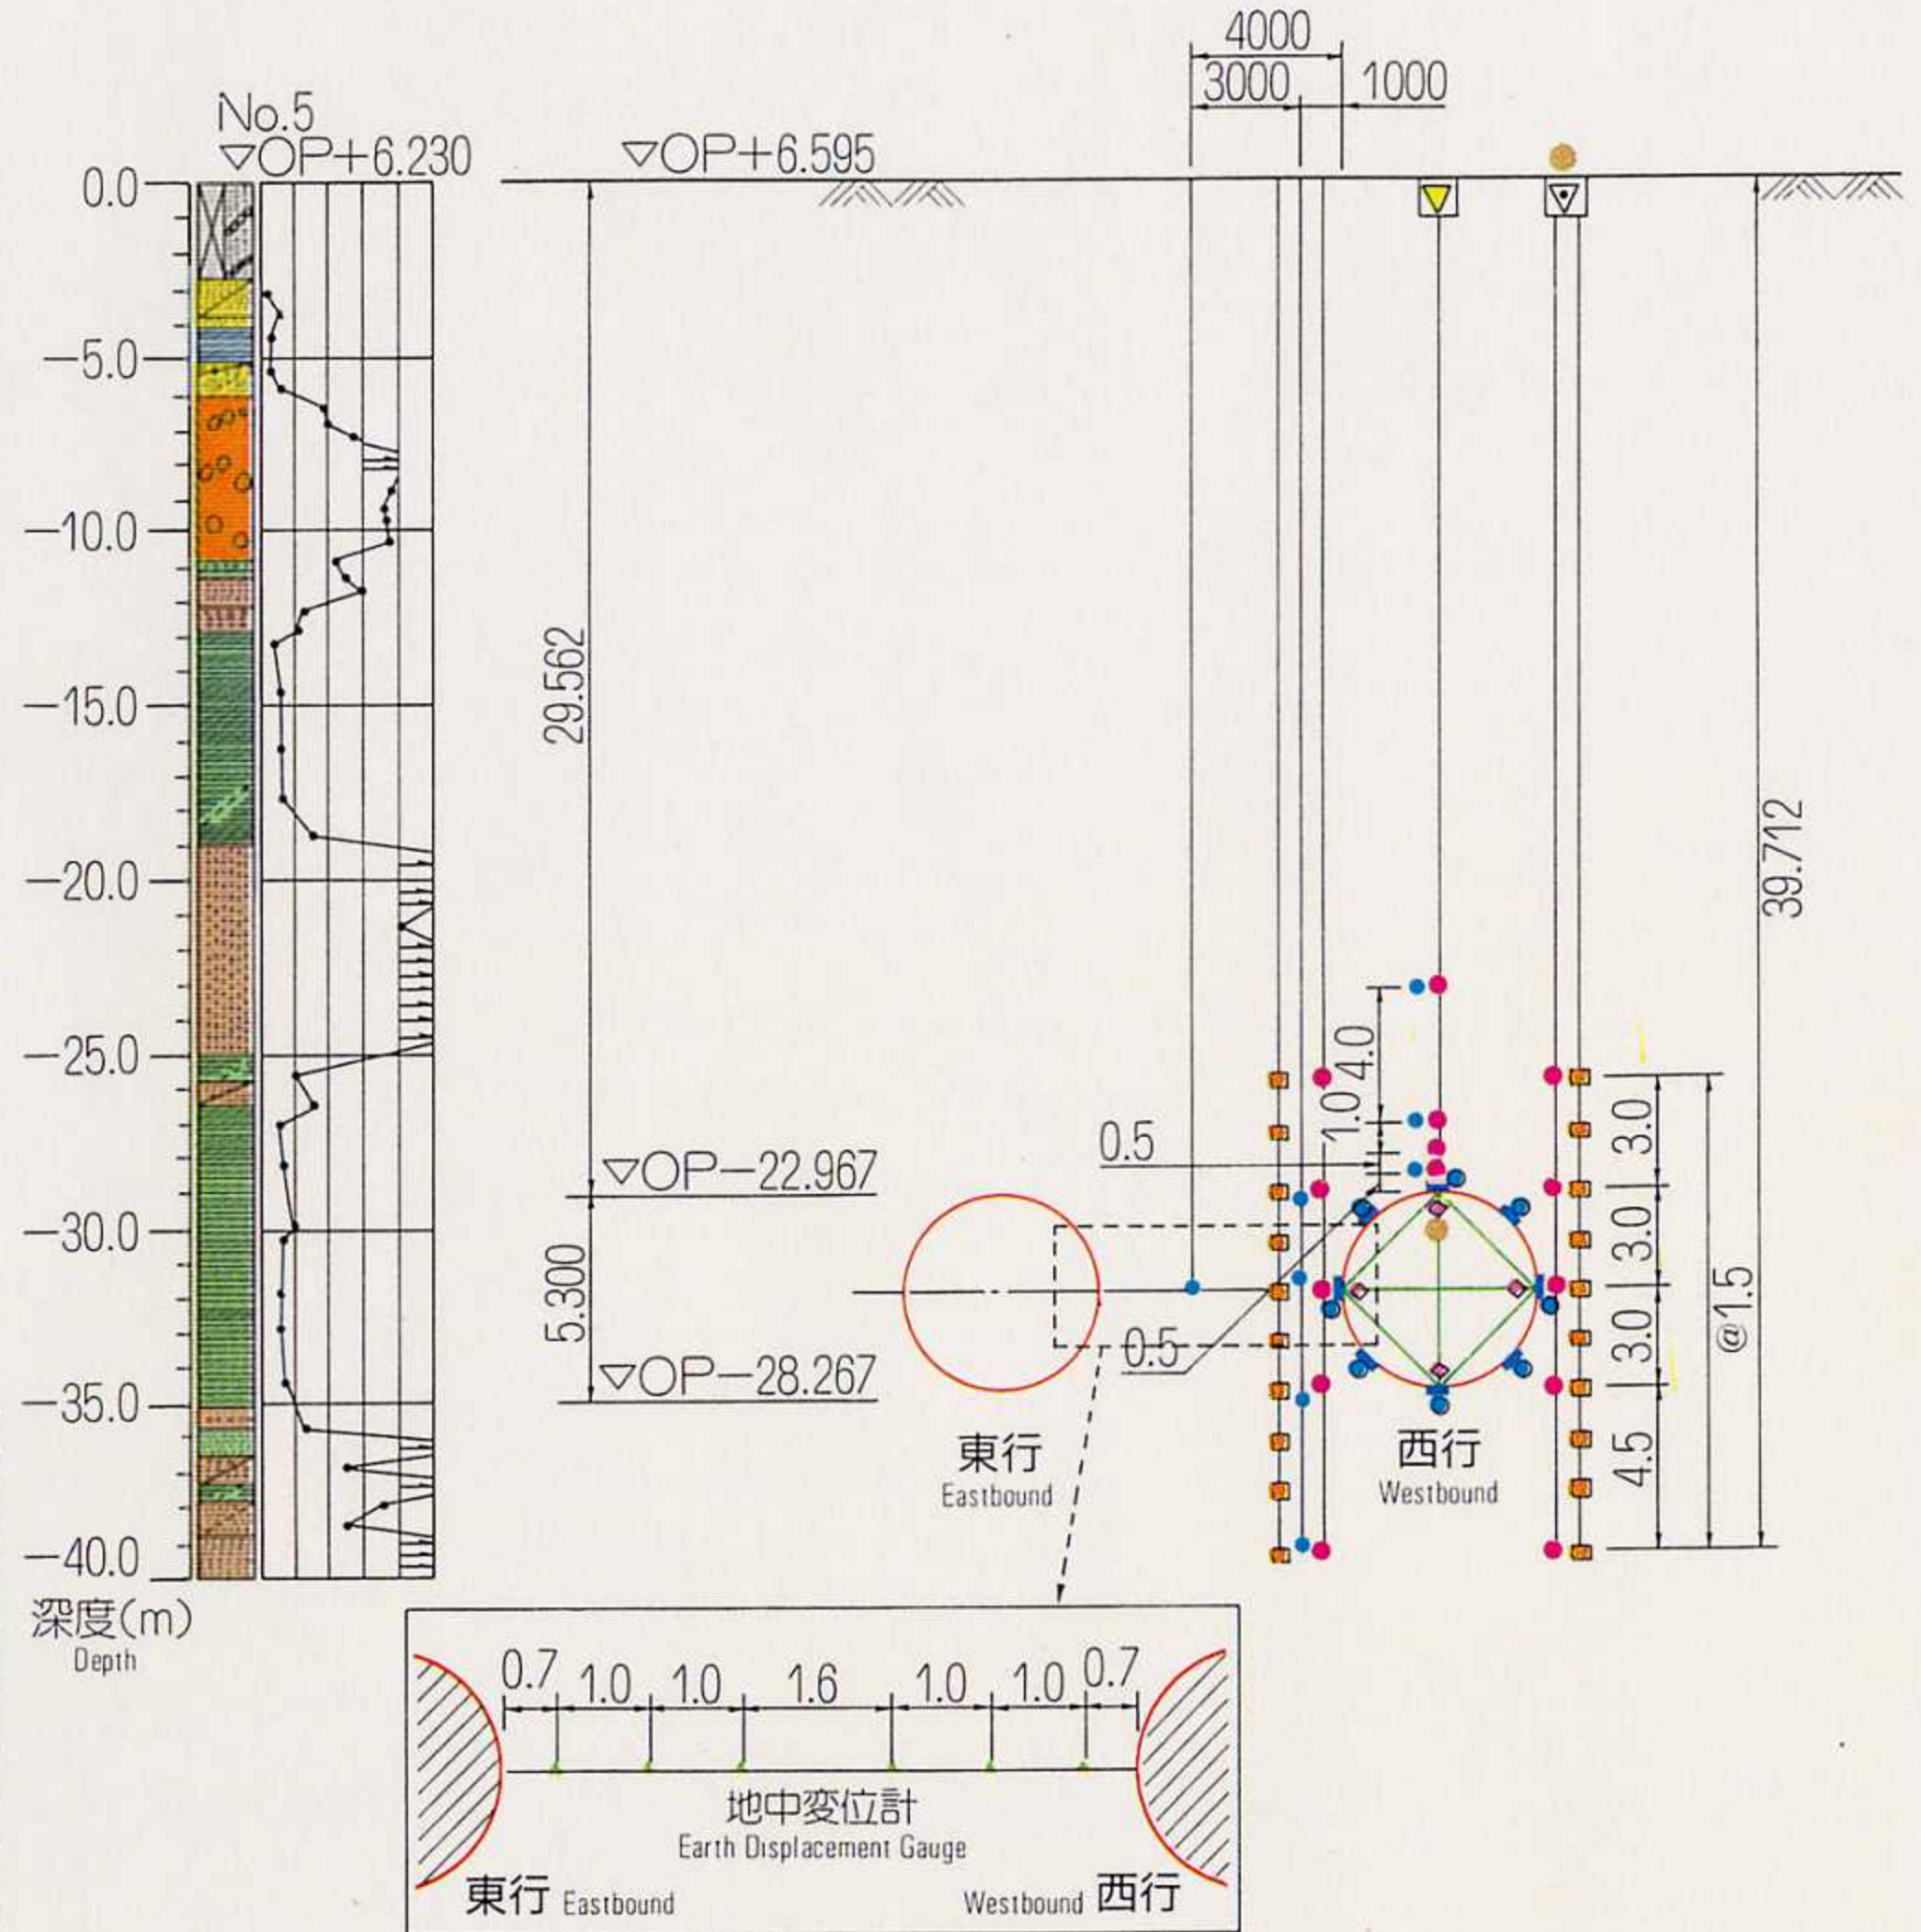 No.5
▽OP+6.230
0.0
−5.0
−10.0
−15.0
−20.0
−25.0
−30.0
−35.0
−40.0
深度(m)
Depth
▽OP+6.595
4000
3000
1000
29.562
39.712
▽OP−22.967
5.300
▽OP−28.267
4.0
1.0
0.5
0.5
3.0
3.0
3.0
4.5
@1.5
東行
Eastbound
西行
Westbound
0.7 1.0 1.0 1.6 1.0 1.0 0.7
地中変位計
Earth Displacement Gauge
東行 Eastbound
Westbound 西行